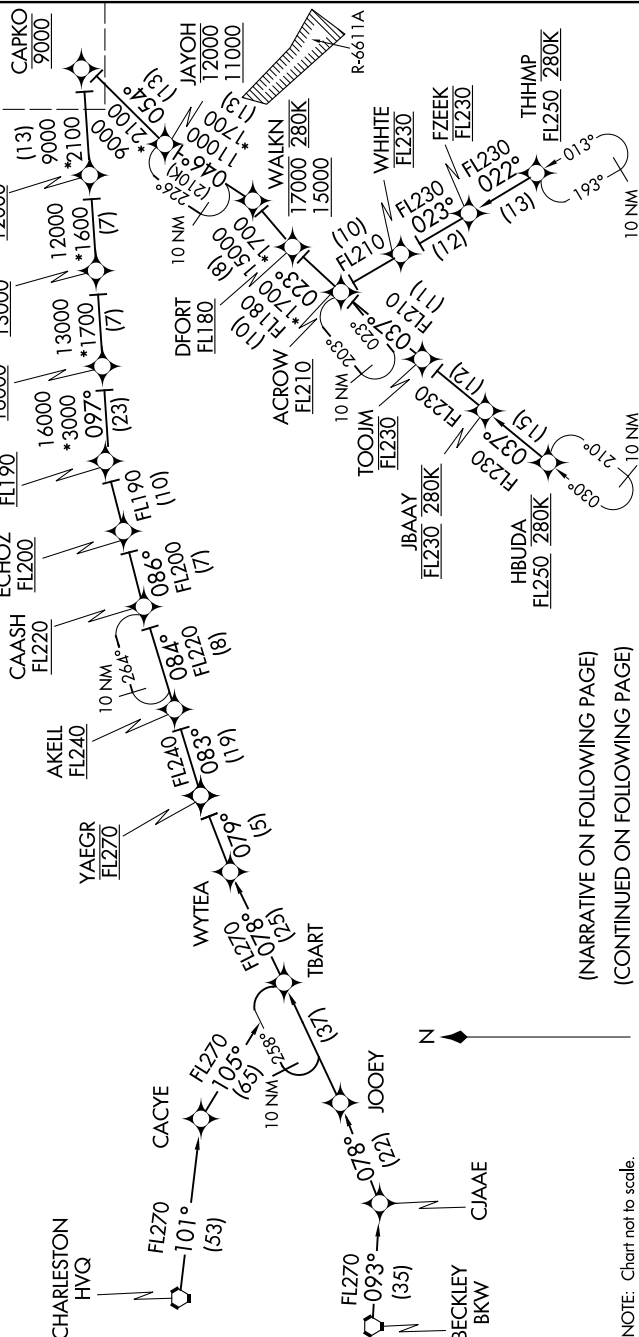 CHARLESTON
HVQ
FL270
101°
(53)
CACYE
FL270
105°
(65)
BECKLEY
BKW
FL270
093°
(35)
CJAAE
078°
(22)
JOOEY
(37)
10 NM
258°
TBART
FL270
078°
(25)
WYTEA
079°
(5)
YAEGR
FL270
FL240
083°
(19)
AKELL
FL240
10 NM
264°
084°
FL220
(8)
CAASH
FL220
086°
FL200
(7)
ECHOZ
FL200
FL190
(10)
FL190
16000
*3000
097°
(23)
13000
*1700
(7)
13000
12000
*1600
(7)
(13)
9000
*2100
CAPKO
9000
9000
*2100
054°
(13)
JAYOH
12000
11000
R-6611A
226°
(210K)
10 NM
046°
11000
*1700
(13)
WALKN
17000 280K
15000
15000
*1700
(8)
DFORT
FL180
023°
FL180
*1700
(10)
ACROW
FL210
203°
023°
10 NM
(10)
FL210
WHHTE
FL230
FL230
023°
(12)
FZEEK
FL230
FL230
022°
(13)
THHMP
FL250 280K
013°
193°
10 NM
037°
FL210
(11)
TOOJM
FL230
FL230
(12)
JBAAY
FL230 280K
FL230
037°
(15)
HBUDA
FL250 280K
030°
210°
10 NM
N
(NARRATIVE ON FOLLOWING PAGE)
(CONTINUED ON FOLLOWING PAGE)
NOTE: Chart not to scale.